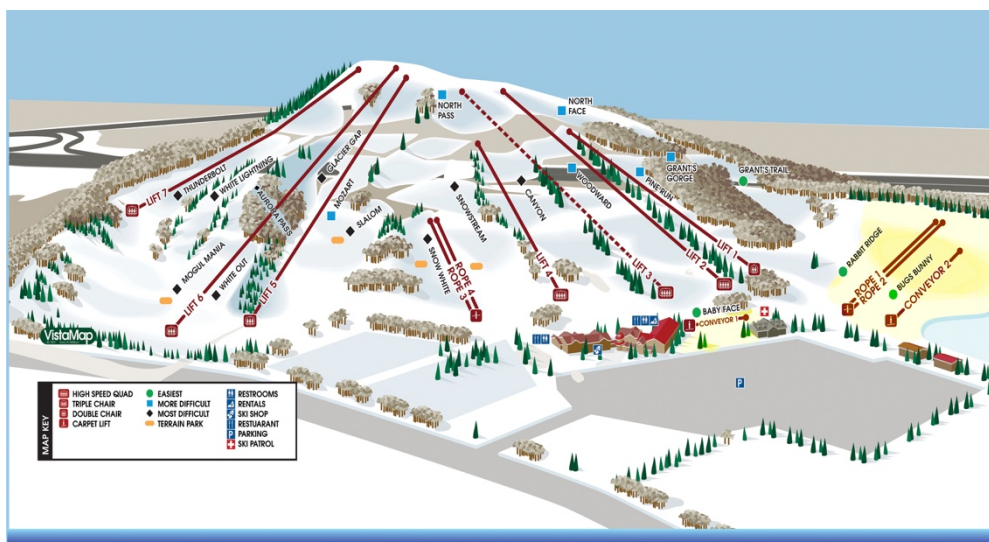 NORTH
PASS
NORTH
FACE
GLACIER GAP
THUNDERBOLT
WHITE LIGHTNING
AURORA PASS
MOZART
SLALOM
SNOWSTREAM
CANYON
WOODWARD
PINE RUN
GRANT'S
GORGE
GRANT'S TRAIL
LIFT 7
MOGUL MANIA
WHITE OUT
LIFT 6
LIFT 5
SNOW WHITE
ROPE 3
ROPE 4
LIFT 4
LIFT 3
LIFT 2
LIFT 1
RABBIT RIDGE
BUGS BUNNY
ROPE 1
ROPE 2
CONVEYOR 2
BABY FACE
CONVEYOR 1
P
VistaMap
MAP KEY
HIGH SPEED QUAD
TRIPLE CHAIR
DOUBLE CHAIR
CARPET LIFT
EASIEST
MORE DIFFICULT
MOST DIFFICULT
TERRAIN PARK
RESTROOMS
RENTALS
SKI SHOP
RESTUARANT
P PARKING
SKI PATROL